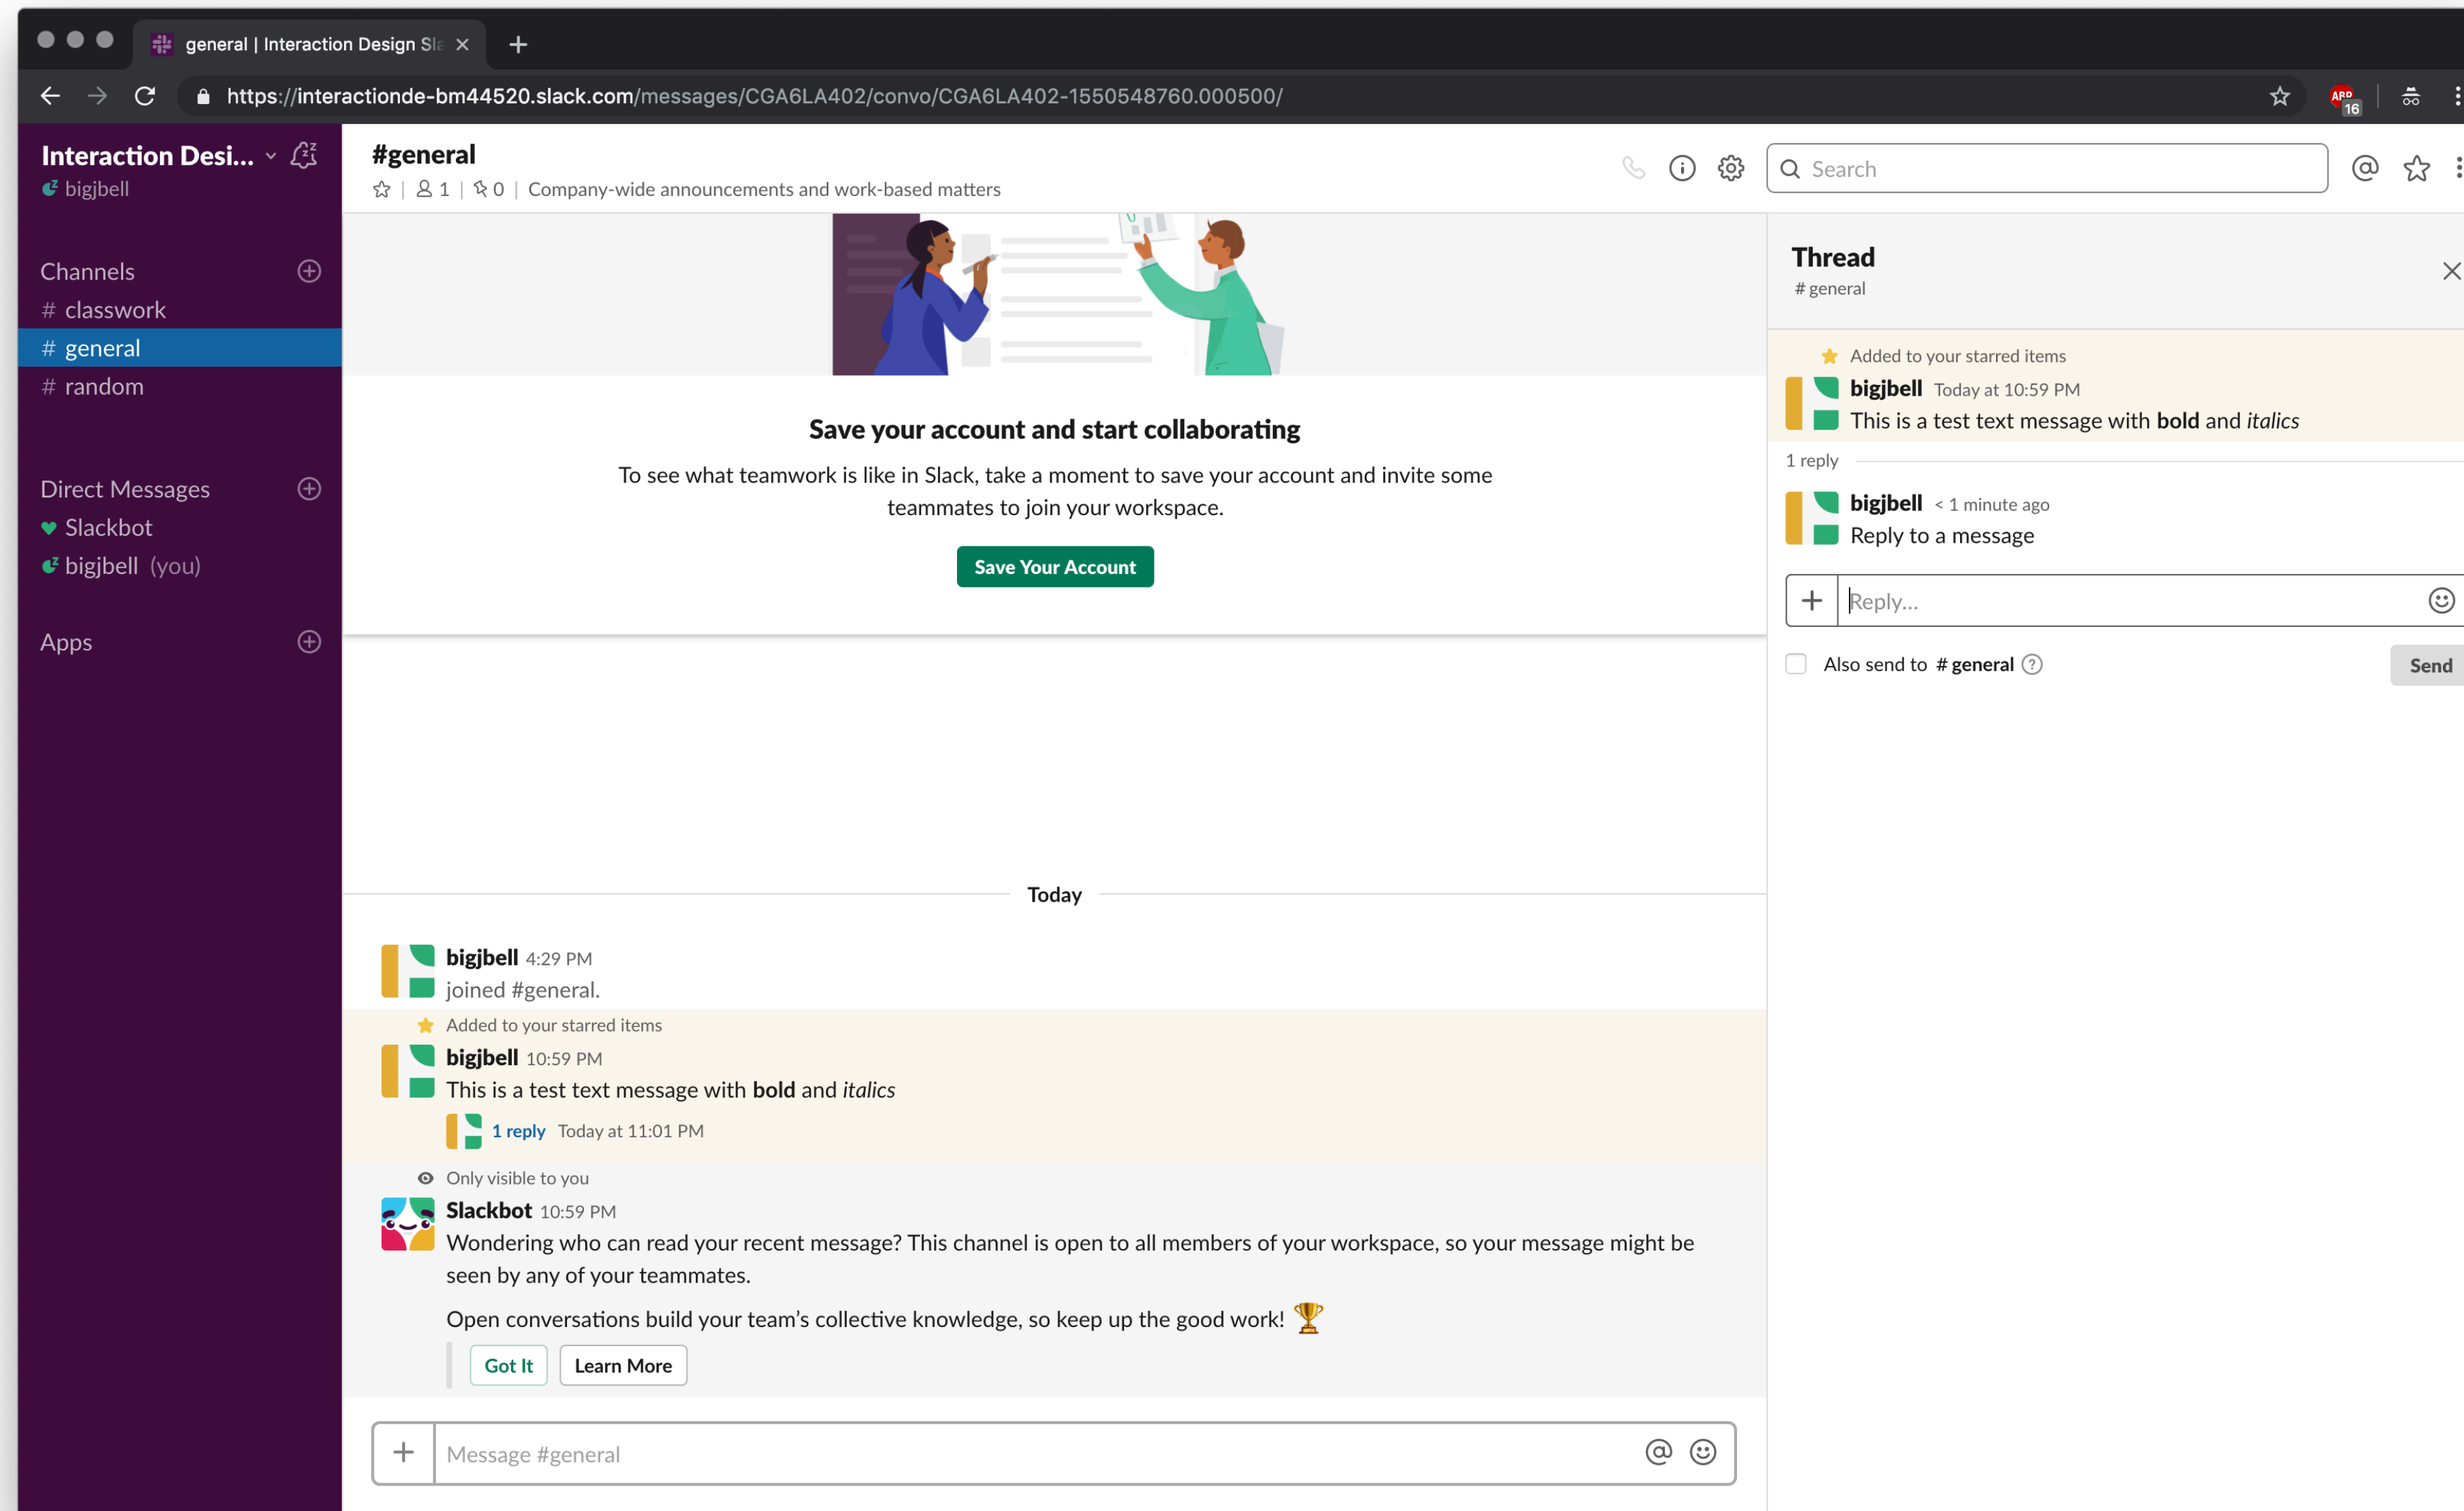 general | Interaction Design Sla
https://interactionde-bm44520.slack.com/messages/CGA6LA402/convo/CGA6LA402-1550548760.000500/
ABP
16
Interaction Desi...
bigjbell
Channels
# classwork
# general
# random
Direct Messages
Slackbot
bigjbell (you)
Apps
#general
1 | 0 | Company-wide announcements and work-based matters
Search
Save your account and start collaborating
To see what teamwork is like in Slack, take a moment to save your account and invite some
teammates to join your workspace.
Save Your Account
Today
bigjbell 4:29 PM
joined #general.
Added to your starred items
bigjbell 10:59 PM
This is a test text message with bold and italics
1 reply Today at 11:01 PM
Only visible to you
Slackbot 10:59 PM
Wondering who can read your recent message? This channel is open to all members of your workspace, so your message might be
seen by any of your teammates.
Open conversations build your team’s collective knowledge, so keep up the good work!
Got It Learn More
Message #general
Thread
# general
Added to your starred items
bigjbell Today at 10:59 PM
This is a test text message with bold and italics
1 reply
bigjbell < 1 minute ago
Reply to a message
Reply...
Also send to # general
Send